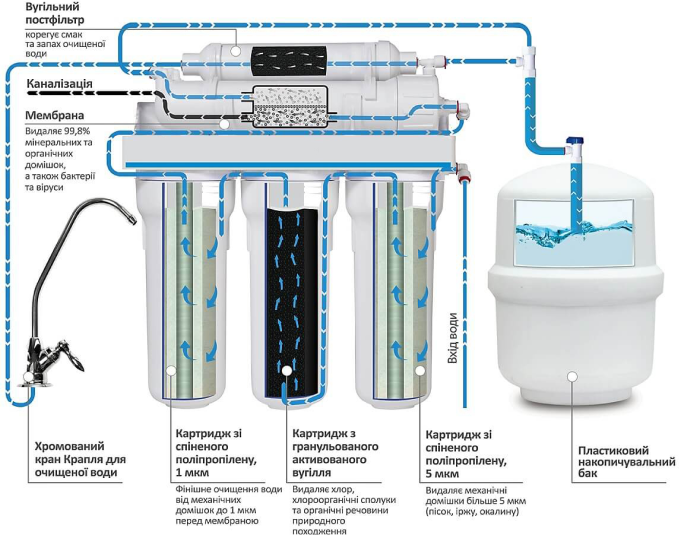 Вугільний
постфільтр
корегує смак
та запах очищеної
води
Каналізація
Мембрана
Видаляє 99,8%
мінеральних та
органічних
домішок,
а також бактерії
та віруси
Вхід води
Хромований
кран Крапля для
очищеної води
Картридж зі
спіненого
поліпропілену,
1 мкм
Фінішне очищення води
від механічних
домішок до 1 мкм
перед мембраною
Картридж з
гранульованого
активованого
вугілля
Видаляє хлор,
хлороорганічні сполуки
та органічні речовини
природного
походження
Картридж зі
спіненого
поліпропілену,
5 мкм
Видаляє механічні
домішки більше 5 мкм
(пісок, іржу, окалину)
Пластиковий
накопичувальний
бак